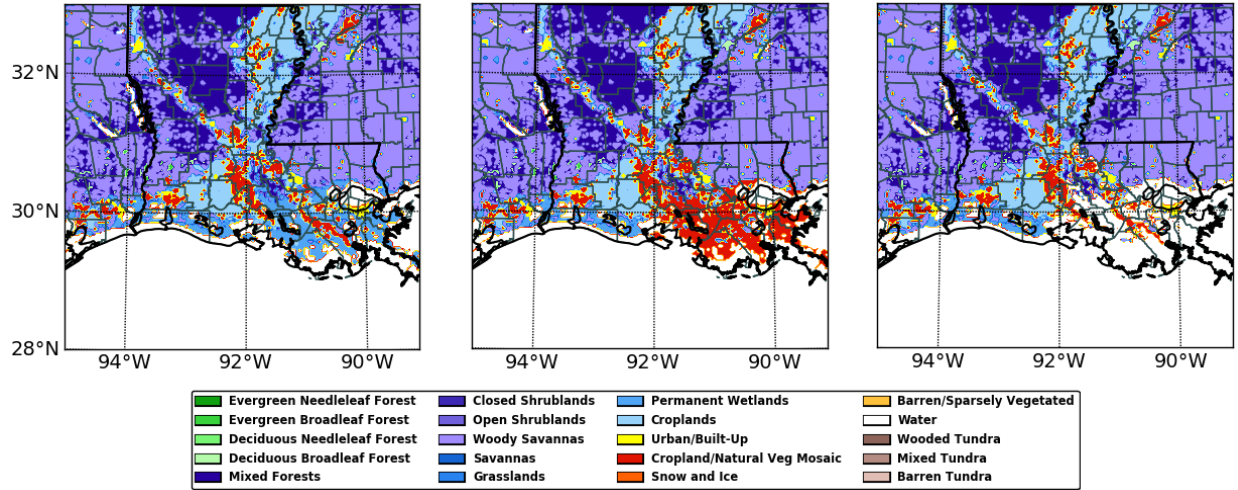 32°N
30°N
28°N
94°W 92°W 90°W 94°W 92°W 90°W 94°W 92°W 90°W
Evergreen Needleleaf Forest Closed Shrublands Permanent Wetlands Barren/Sparsely Vegetated
Evergreen Broadleaf Forest Open Shrublands Croplands Water
Deciduous Needleleaf Forest Woody Savannas Urban/Built-Up Wooded Tundra
Deciduous Broadleaf Forest Savannas Cropland/Natural Veg Mosaic Mixed Tundra
Mixed Forests Grasslands Snow and Ice Barren Tundra